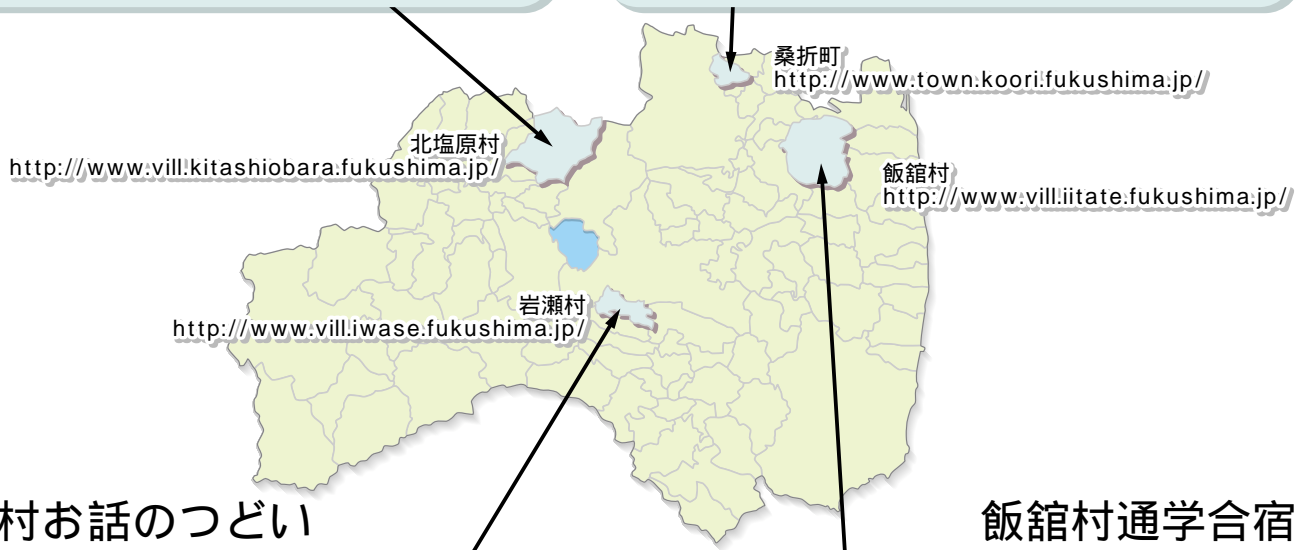 桑折町
http://www.town.koori.fukushima.jp/
北塩原村
http://www.vill.kitashiobara.fukushima.jp/
飯舘村
http://www.vill.iitate.fukushima.jp/
岩瀬村
http://www.vill.iwase.fukushima.jp/
村お話のつどい
飯舘村通学合宿